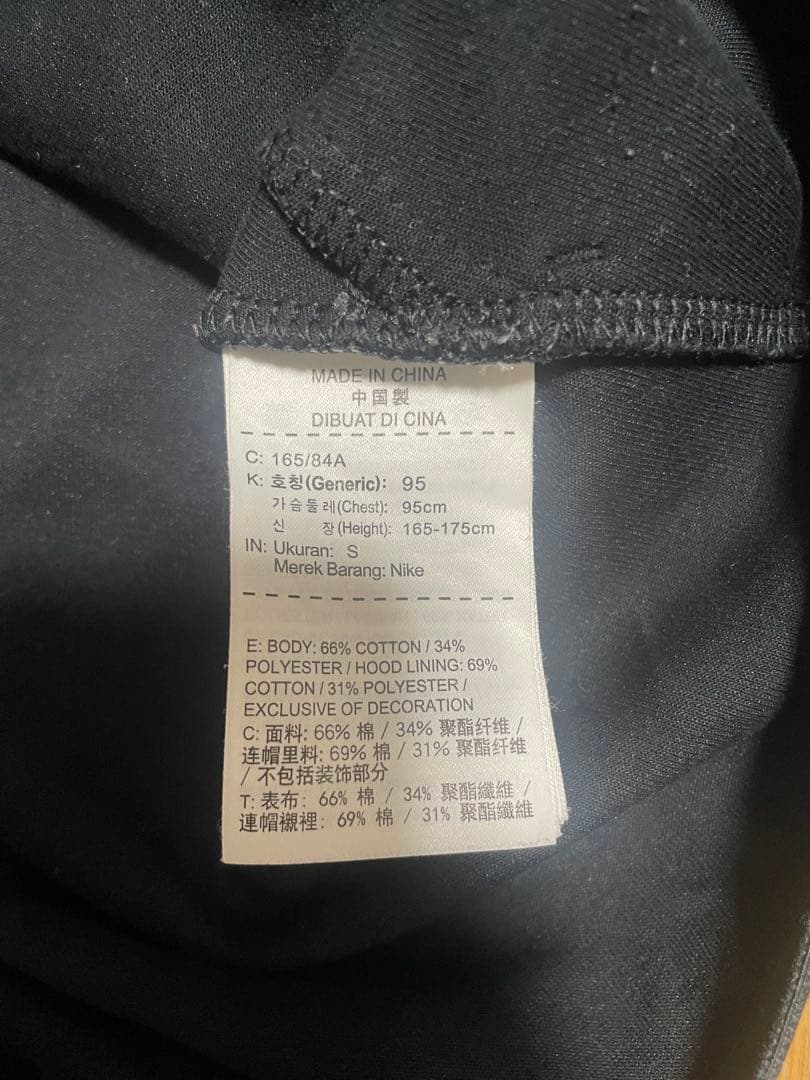 MADE IN CHINA
中国製
DIBUAT DI CINA
C: 165/84A
K: 호칭(Generic): 95
가슴둘레(Chest): 95cm
신 장(Height): 165-175cm
IN: Ukuran: S
Merek Barang: Nike
E: BODY: 66% COTTON / 34%
POLYESTER / HOOD LINING: 69%
COTTON / 31% POLYESTER /
EXCLUSIVE OF DECORATION
C: 面料: 66% 棉 / 34% 聚酯纤维 /
连帽里料: 69% 棉 / 31% 聚酯纤维
/ 不包括装饰部分
T: 表布: 66% 棉 / 34% 聚酯纖維 /
連帽襯裡: 69% 棉 / 31% 聚酯纖維